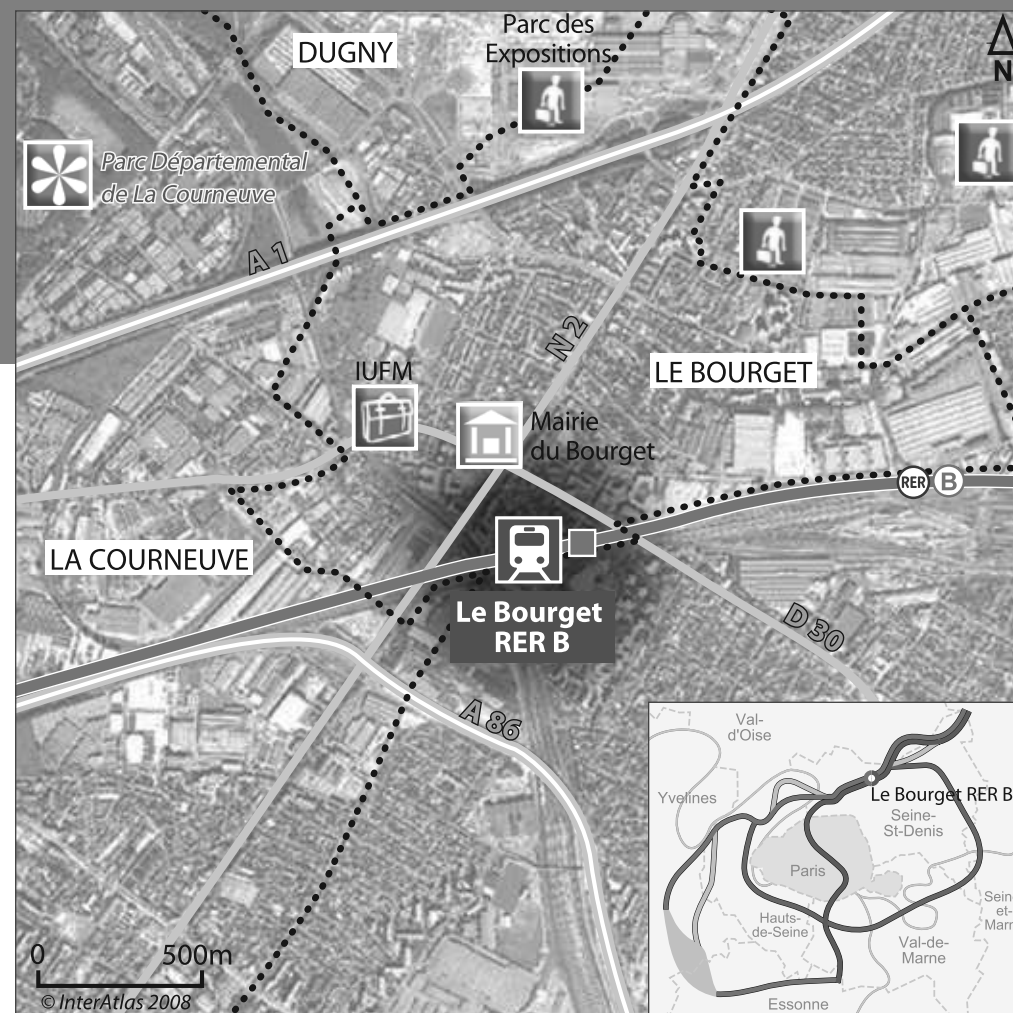 Parc des
Expositions
DUGNY
N
Parc Départemental
de La Courneuve
A 1
N 2
LE BOURGET
IUFM
Mairie
du Bourget
RER B
LA COURNEUVE
Le Bourget
RER B
D 30
A 86
Val-
d'Oise
Le Bourget RER B
Yvelines
Seine-
St-Denis
Paris
Hauts-
de-Seine
Val-de-
Marne
Essonne
0 500m
© InterAtlas 2008